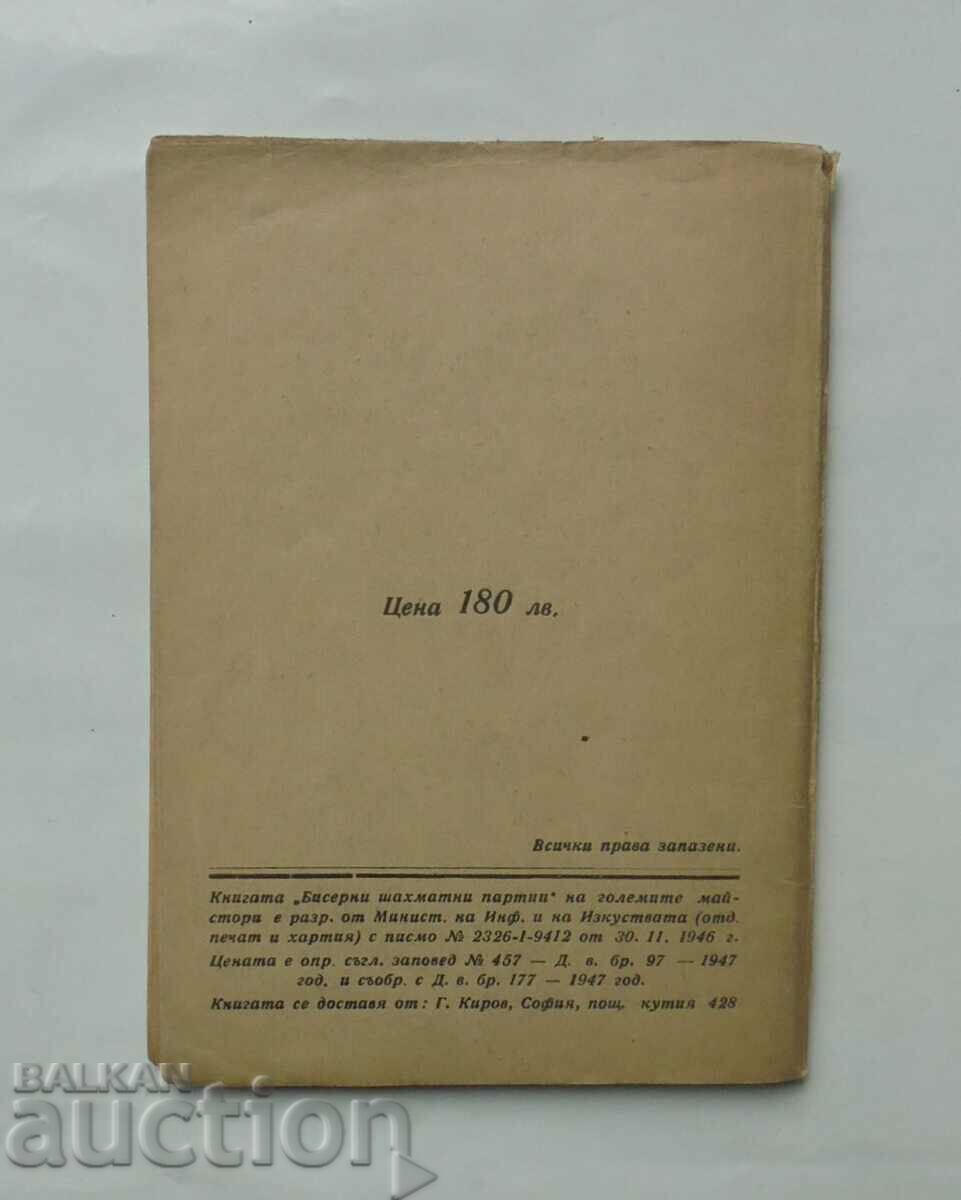 Цена 180 лв.
Всички права запазени.
Книгата „Бисерни шахматни партии“ на големите май-
стори е разр. от Минист. на Инф. и на Изкуствата (отд.
печат и хартия) с писмо № 2326-I-9412 от 30. 11. 1946 г.
Цената е опр. съгл. заповед № 457 — Д. в. бр. 97 — 1947
год. и съобр. с Д. в. бр. 177 — 1947 год.
Книгата се доставя от: Г. Киров, София, пощ. кутия 428
BALKAN
auction